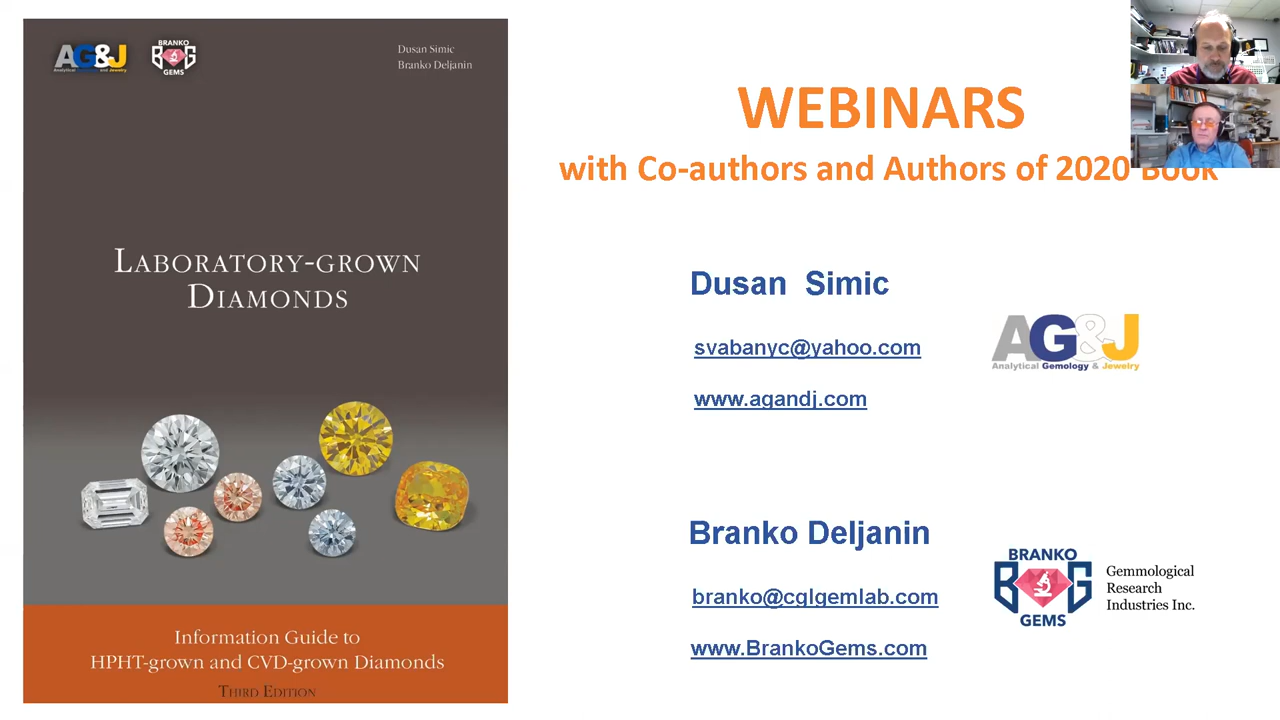 AG&J
Analytical Gemology and Jewelry
BRANKO
BG
GEMS
Dusan Simic
Branko Deljanin
LABORATORY-GROWN
DIAMONDS
Information Guide to
HPHT-grown and CVD-grown Diamonds
THIRD EDITION
WEBINARS
with Co-authors and Authors of 2020 Book
Dusan Simic
svabanyc@yahoo.com
www.agandj.com
AG&J
Analytical Gemology & Jewelry
Branko Deljanin
branko@cglgemlab.com
www.BrankoGems.com
BRANKO
BG
GEMS
Gemmological
Research
Industries Inc.